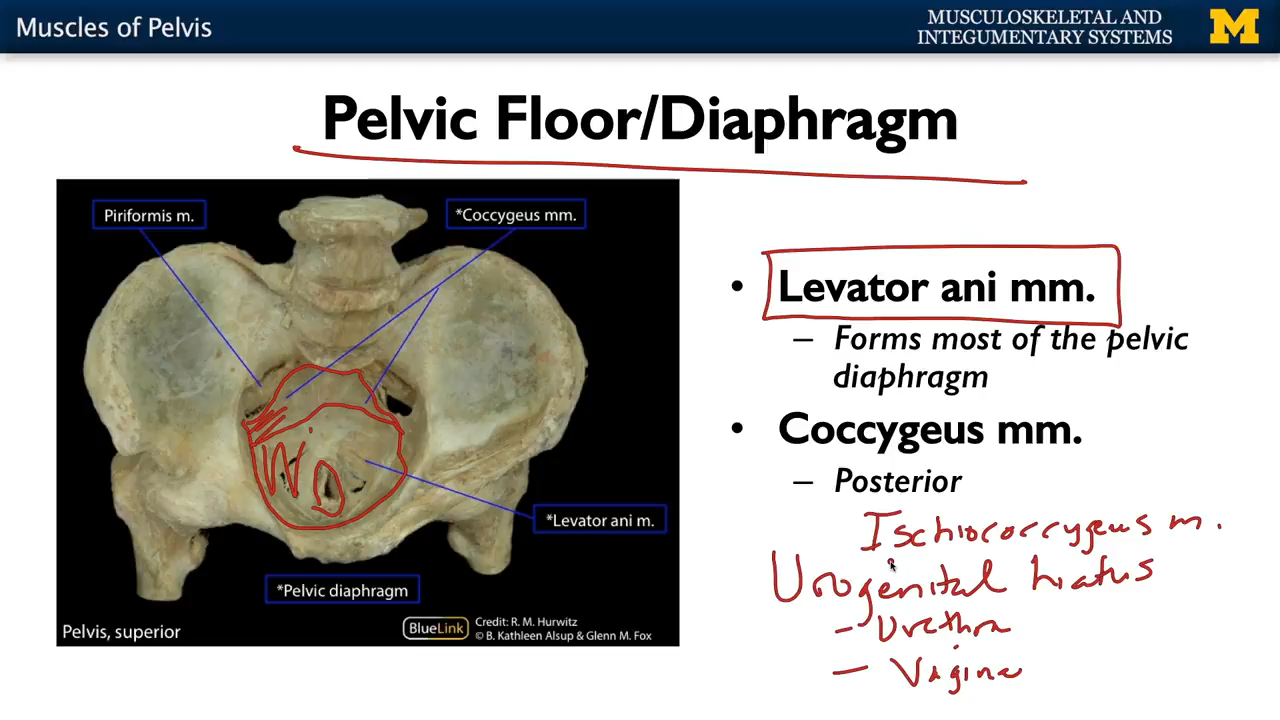 Muscles of Pelvis
MUSCULOSKELETAL AND
INTEGUMENTARY SYSTEMS
M
Pelvic Floor/Diaphragm
Piriformis m.
*Coccygeus mm.
*Levator ani m.
*Pelvic diaphragm
Pelvis, superior
BlueLink
Credit: R. M. Hurwitz
© B. Kathleen Alsup & Glenn M. Fox
• Levator ani mm.
– Forms most of the pelvic
diaphragm
• Coccygeus mm.
– Posterior
Ischiococcygeus m.
Urogenital hiatus
– Urethra
– Vagina